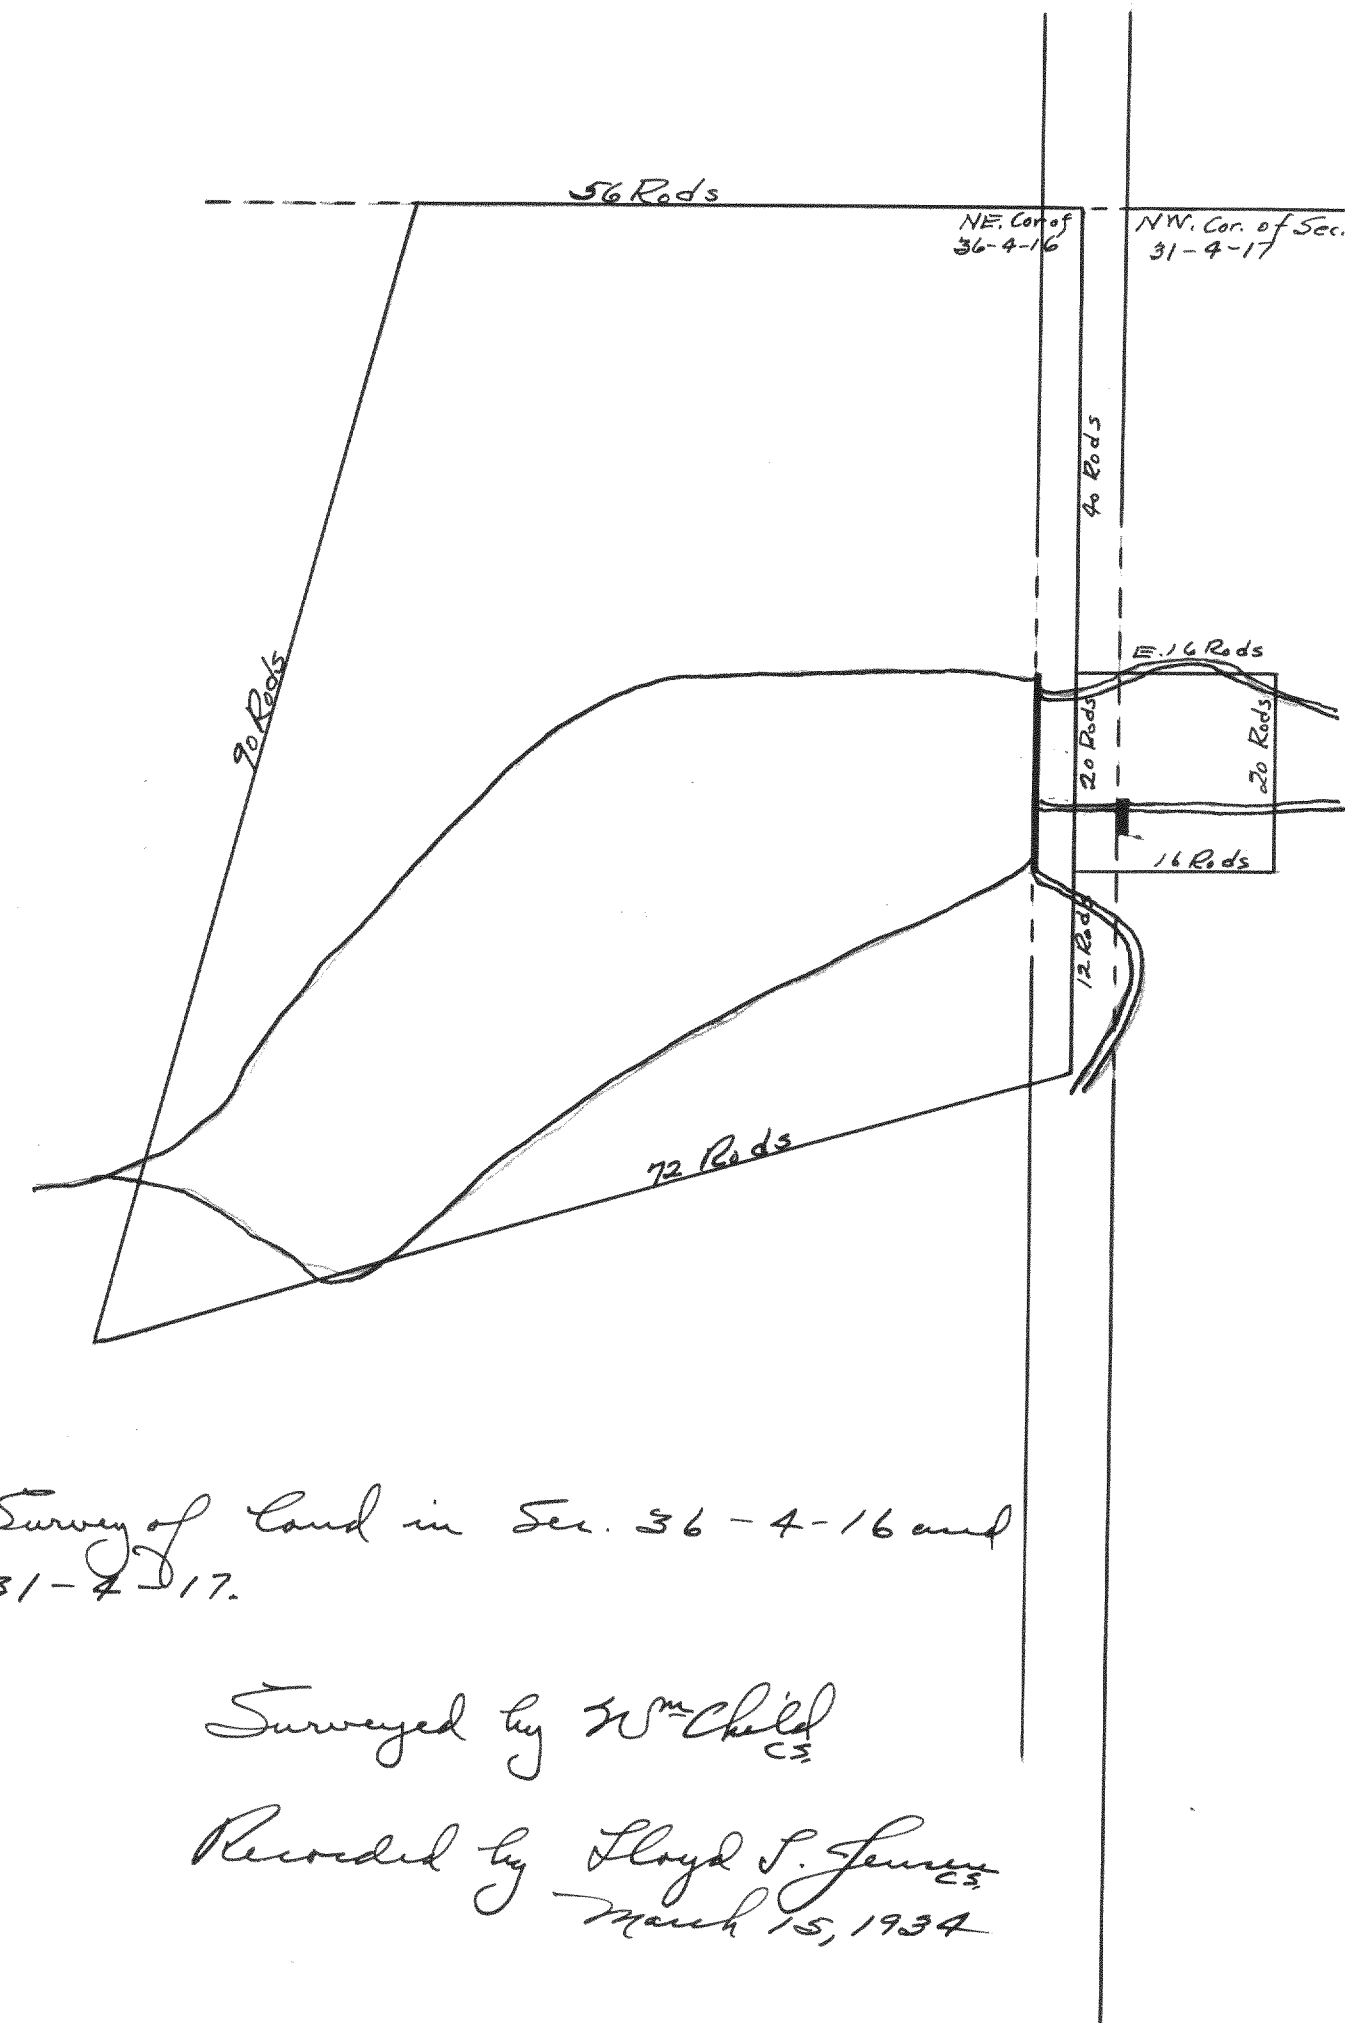 56 Rods
NE. Cor of
36-4-16
NW. Cor. of Sec.
31-4-17
40 Rods
90 Rods
E. 16 Rods
20 Rods
20 Rods
16 Rods
12 Rods
72 Rods
Survey of land in Sec. 36-4-16 and
31-4-17.
Surveyed by Wm Child
C.S.
Recorded by Lloyd T. Jensen
C.S.
March 15, 1934